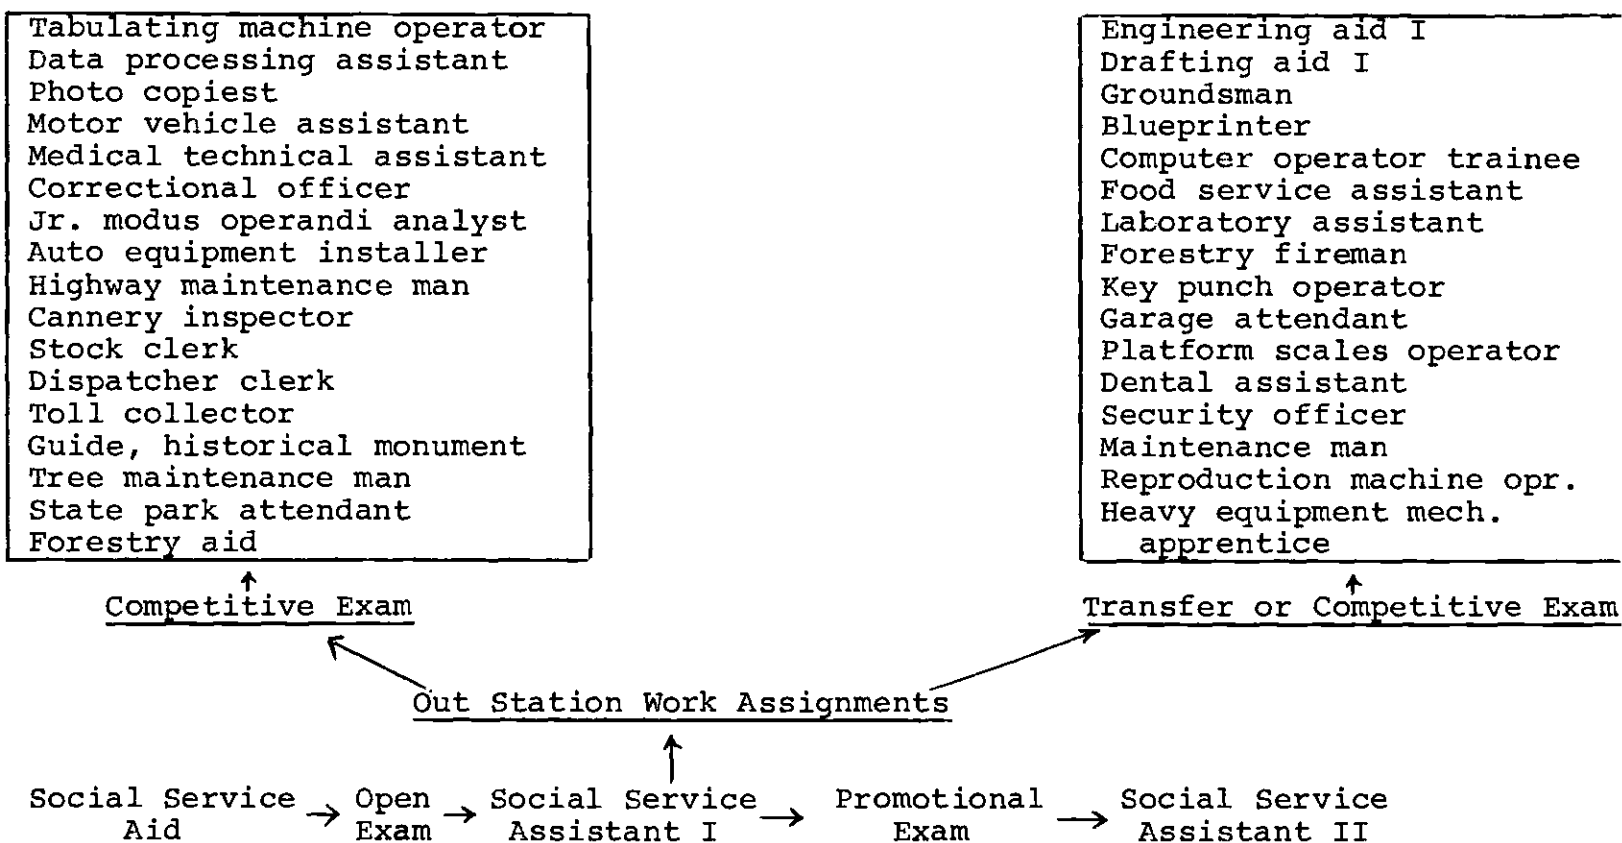 Tabulating machine operator
Data processing assistant
Photo copiest
Motor vehicle assistant
Medical technical assistant
Correctional officer
Jr. modus operandi analyst
Auto equipment installer
Highway maintenance man
Cannery inspector
Stock clerk
Dispatcher clerk
Toll collector
Guide, historical monument
Tree maintenance man
State park attendant
Forestry aid
Engineering aid I
Drafting aid I
Groundsman
Blueprinter
Computer operator trainee
Food service assistant
Laboratory assistant
Forestry fireman
Key punch operator
Garage attendant
Platform scales operator
Dental assistant
Security officer
Maintenance man
Reproduction machine opr.
Heavy equipment mech.
apprentice
Competitive Exam
Transfer or Competitive Exam
Out Station Work Assignments
Social Service
Aid
Open
Exam
Social Service
Assistant I
Promotional
Exam
Social Service
Assistant II